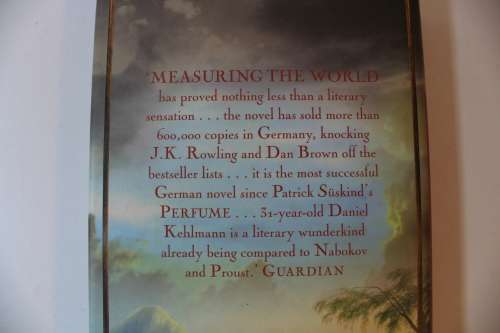 'MEASURING THE WORLD
has proved nothing less than a literary
sensation . . . the novel has sold more than
600,000 copies in Germany, knocking
J.K. Rowling and Dan Brown off the
bestseller lists . . . it is the most successful
German novel since Patrick Süskind's
PERFUME . . . 31-year-old Daniel
Kehlmann is a literary wunderkind
already being compared to Nabokov
and Proust.' GUARDIAN